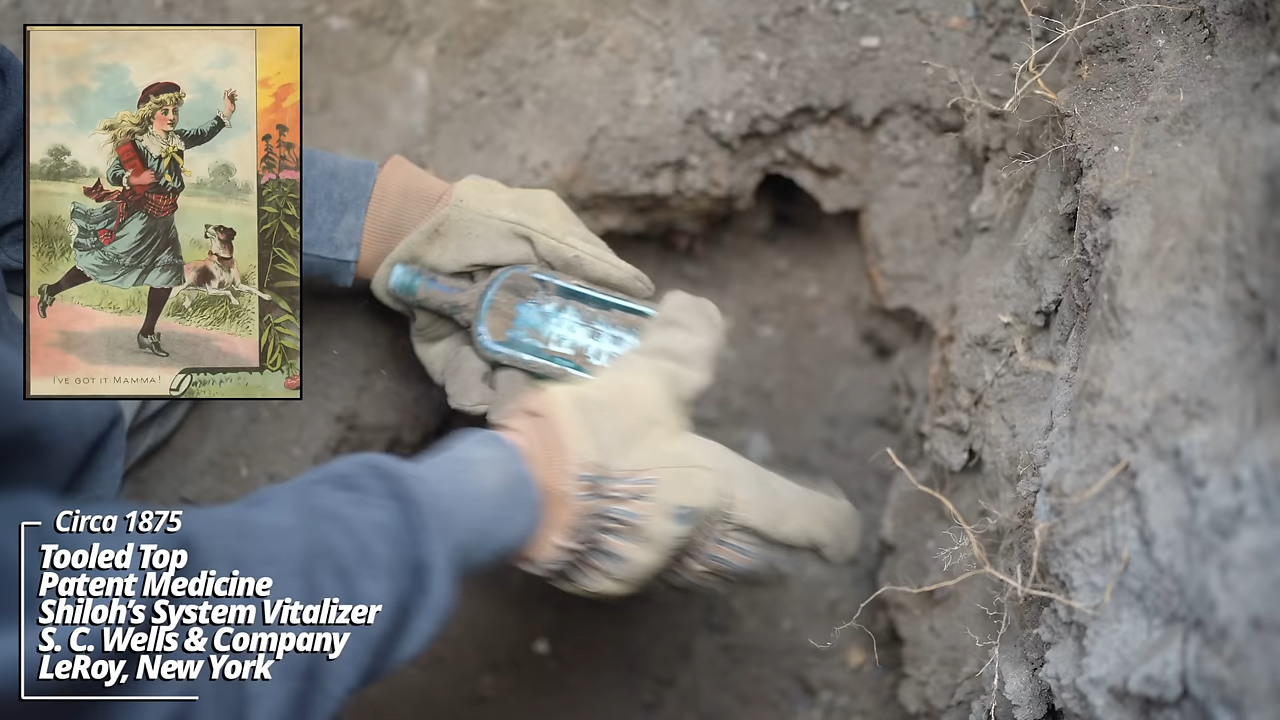 I'VE GOT IT MAMMA!
Circa 1875
Tooled Top
Patent Medicine
Shiloh's System Vitalizer
S. C. Wells & Company
LeRoy, New York